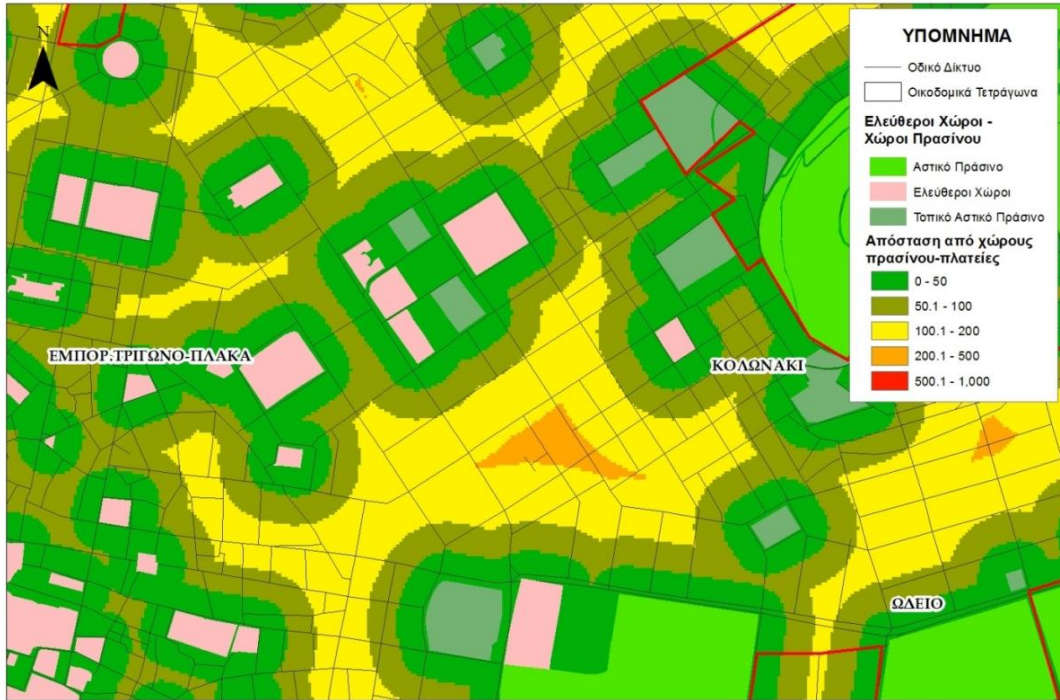 N
ΥΠΟΜΝΗΜΑ
Οδικό Δίκτυο
Οικοδομικά Τετράγωνα
Ελεύθεροι Χώροι -
Χώροι Πρασίνου
Αστικό Πράσινο
Ελεύθεροι Χώροι
Τοπικό Αστικό Πράσινο
Απόσταση από χώρους
πρασίνου-πλατείες
0 - 50
50.1 - 100
100.1 - 200
200.1 - 500
500.1 - 1,000
ΕΜΠΟΡ.ΤΡΙΓΩΝΟ-ΠΛΑΚΑ
ΚΟΛΩΝΑΚΙ
ΩΔΕΙΟ